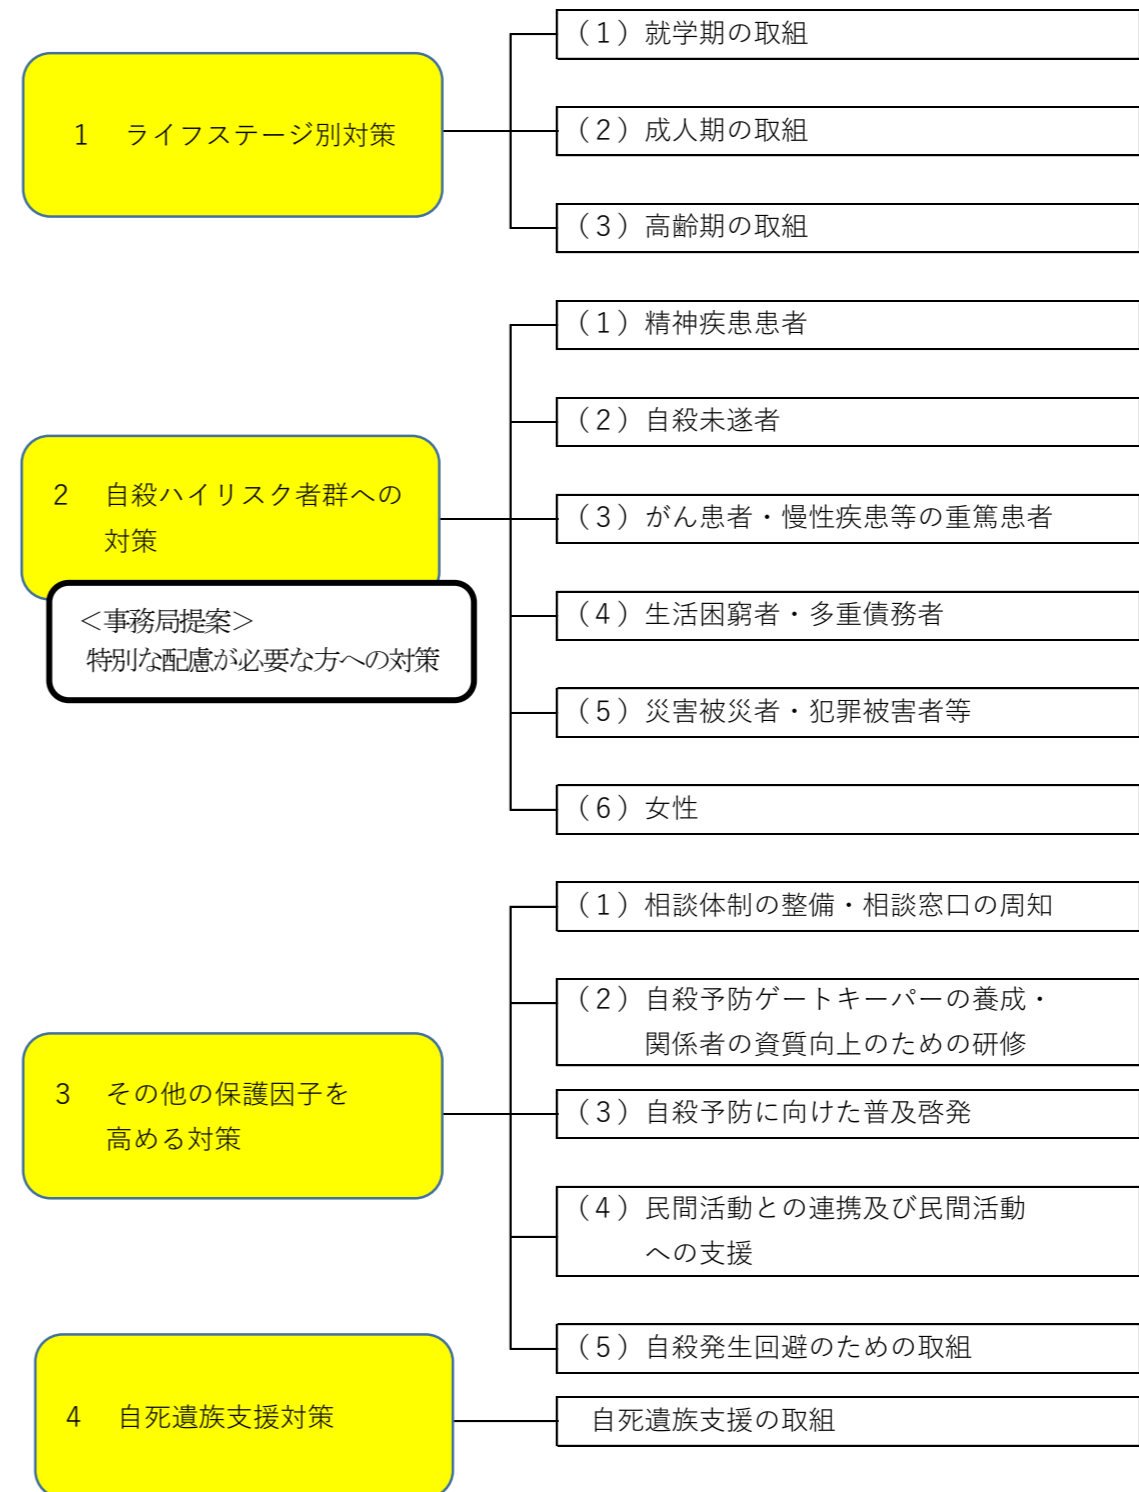 1 ライフステージ別対策
（1）就学期の取組
（2）成人期の取組
（3）高齢期の取組
2 自殺ハイリスク者群への
対策
＜事務局提案＞
特別な配慮が必要な方への対策
（1）精神疾患患者
（2）自殺未遂者
（3）がん患者・慢性疾患等の重篤患者
（4）生活困窮者・多重債務者
（5）災害被災者・犯罪被害者等
（6）女性
3 その他の保護因子を
高める対策
（1）相談体制の整備・相談窓口の周知
（2）自殺予防ゲートキーパーの養成・
関係者の資質向上のための研修
（3）自殺予防に向けた普及啓発
（4）民間活動との連携及び民間活動
への支援
（5）自殺発生回避のための取組
4 自死遺族支援対策
自死遺族支援の取組